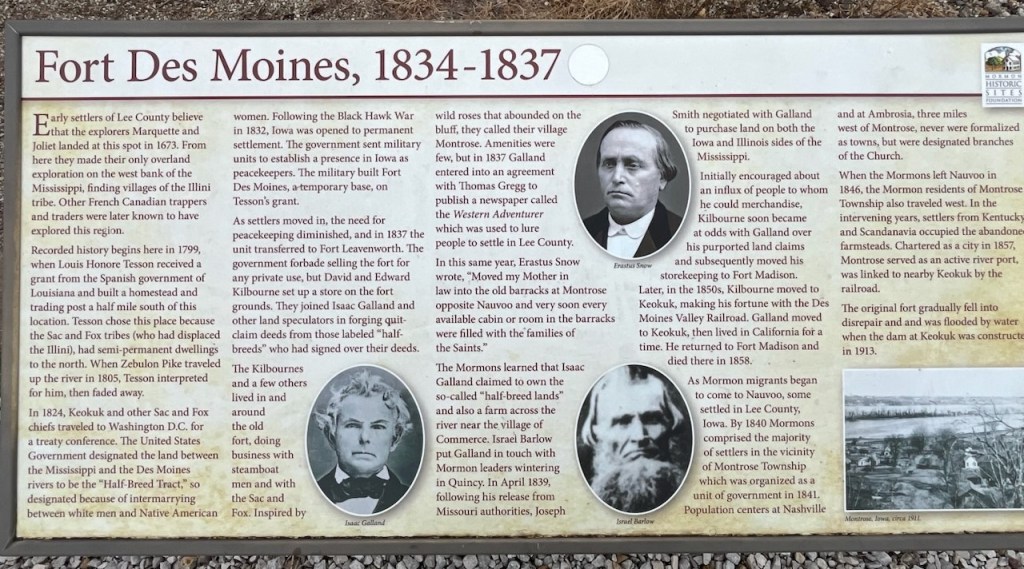 Fort Des Moines, 1834-1837
MORMON
HISTORIC
SITES
FOUNDATION
Early settlers of Lee County believe
that the explorers Marquette and
Joliet landed at this spot in 1673. From
here they made their only overland
exploration on the west bank of the
Mississippi, finding villages of the Illini
tribe. Other French Canadian trappers
and traders were later known to have
explored this region.
Recorded history begins here in 1799,
when Louis Honore Tesson received a
grant from the Spanish government of
Louisiana and built a homestead and
trading post a half mile south of this
location. Tesson chose this place because
the Sac and Fox tribes (who had displaced
the Illini), had semi-permanent dwellings
to the north. When Zebulon Pike traveled
up the river in 1805, Tesson interpreted
for him, then faded away.
In 1824, Keokuk and other Sac and Fox
chiefs traveled to Washington D.C. for
a treaty conference. The United States
Government designated the land between
the Mississippi and the Des Moines
rivers to be the "Half-Breed Tract," so
designated because of intermarrying
between white men and Native American
women. Following the Black Hawk War
in 1832, Iowa was opened to permanent
settlement. The government sent military
units to establish a presence in Iowa as
peacekeepers. The military built Fort
Des Moines, a temporary base, on
Tesson's grant.
As settlers moved in, the need for
peacekeeping diminished, and in 1837 the
unit transferred to Fort Leavenworth. The
government forbade selling the fort for
any private use, but David and Edward
Kilbourne set up a store on the fort
grounds. They joined Isaac Galland and
other land speculators in forging quit-
claim deeds from those labeled "half-
breeds" who had signed over their deeds.
The Kilbournes
and a few others
lived in and
around
the old
fort, doing
business with
steamboat
men and with
the Sac and
Fox. Inspired by
Isaac Galland
wild roses that abounded on the
bluff, they called their village
Montrose. Amenities were
few, but in 1837 Galland
entered into an agreement
with Thomas Gregg to
publish a newspaper called
the Western Adventurer
which was used to lure
people to settle in Lee County.
In this same year, Erastus Snow
wrote, "Moved my Mother in
law into the old barracks at Montrose
opposite Nauvoo and very soon every
available cabin or room in the barracks
were filled with the families of
the Saints."
The Mormons learned that Isaac
Galland claimed to own the
so-called "half-breed lands"
and also a farm across the
river near the village of
Commerce. Israel Barlow
put Galland in touch with
Mormon leaders wintering
in Quincy. In April 1839,
following his release from
Missouri authorities, Joseph
Erastus Snow
Israel Barlow
Smith negotiated with Galland
to purchase land on both the
Iowa and Illinois sides of the
Mississippi.
Initially encouraged about
an influx of people to whom
he could merchandise,
Kilbourne soon became
at odds with Galland over
his purported land claims
and subsequently moved his
storekeeping to Fort Madison.
Later, in the 1850s, Kilbourne moved to
Keokuk, making his fortune with the Des
Moines Valley Railroad. Galland moved
to Keokuk, then lived in California for a
time. He returned to Fort Madison and
died there in 1858.
As Mormon migrants began
to come to Nauvoo, some
settled in Lee County,
Iowa. By 1840 Mormons
comprised the majority
of settlers in the vicinity
of Montrose Township
which was organized as a
unit of government in 1841.
Population centers at Nashville
and at Ambrosia, three miles
west of Montrose, never were formalized
as towns, but were designated branches
of the Church.
When the Mormons left Nauvoo in
1846, the Mormon residents of Montrose
Township also traveled west. In the
intervening years, settlers from Kentucky
and Scandanavia occupied the abandone
farmsteads. Chartered as a city in 1857,
Montrose served as an active river port,
was linked to nearby Keokuk by the
railroad.
The original fort gradually fell into
disrepair and and was flooded by water
when the dam at Keokuk was constructe
in 1913.
Montrose, Iowa, circa 1911.